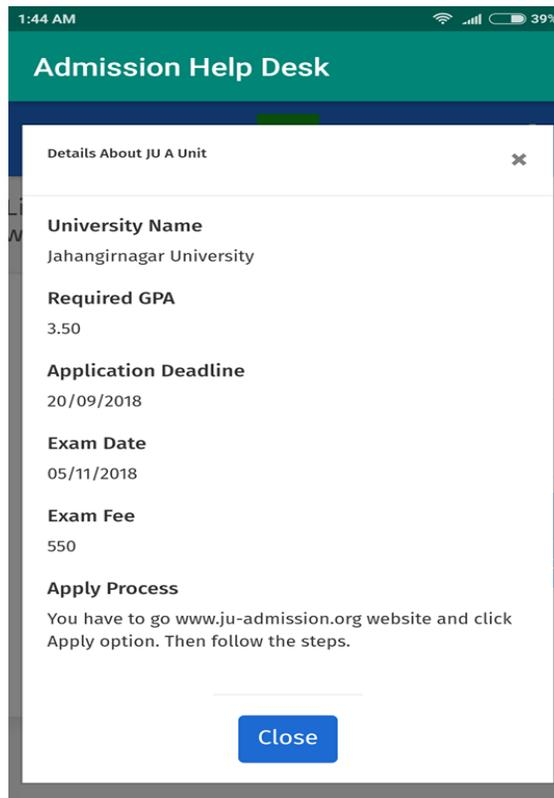 1:44 AM
39%
Admission Help Desk
Details About JU A Unit
×
Li
w
University Name
Jahangirnagar University
Required GPA
3.50
Application Deadline
20/09/2018
Exam Date
05/11/2018
Exam Fee
550
Apply Process
You have to go www.ju-admission.org website and click
Apply option. Then follow the steps.
Close